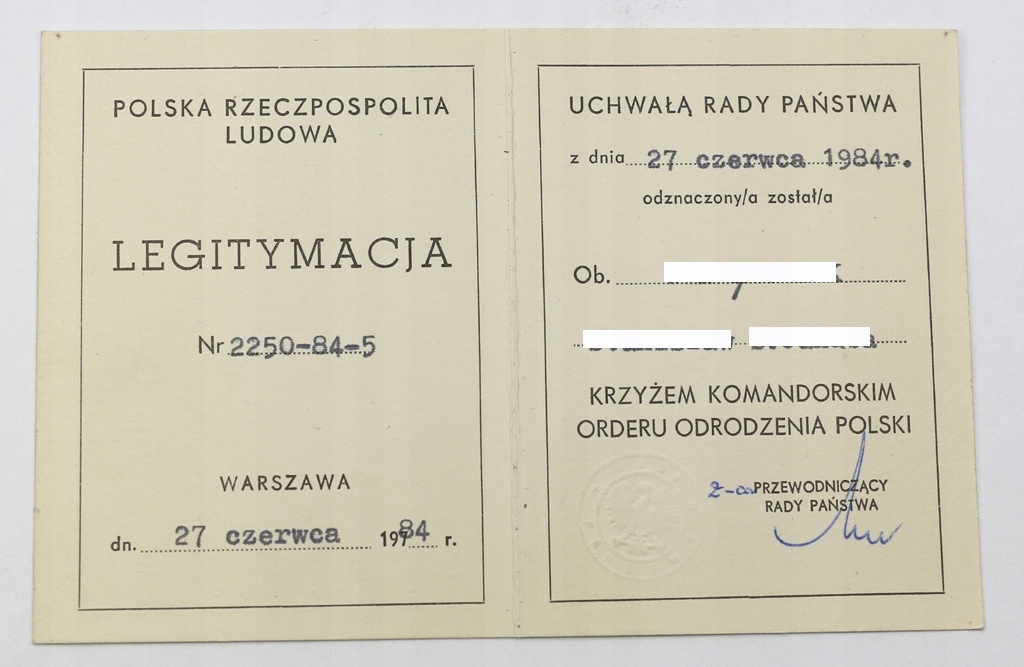 POLSKA RZECZPOSPOLITA
LUDOWA
LEGITYMACJA
Nr 2250-84-5
WARSZAWA
dn. 27 czerwca 1984 r.
UCHWAŁĄ RADY PAŃSTWA
z dnia 27 czerwca 1984r.
odznaczony/a został/a
Ob.
KRZYŻEM KOMANDORSKIM
ORDERU ODRODZENIA POLSKI
z-ca PRZEWODNICZĄCY
RADY PAŃSTWA